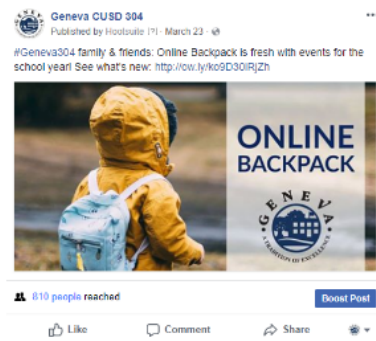 Geneva CUSD 304
Published by Hootsuite [?] · March 23 ·
#Geneva304 family & friends: Online Backpack is fresh with events for the
school year! See what's new: http://ow.ly/ko9D30iRjZh
ONLINE
BACKPACK
GENEVA
A TRADITION OF EXCELLENCE
810 people reached
Boost Post
Like Comment Share